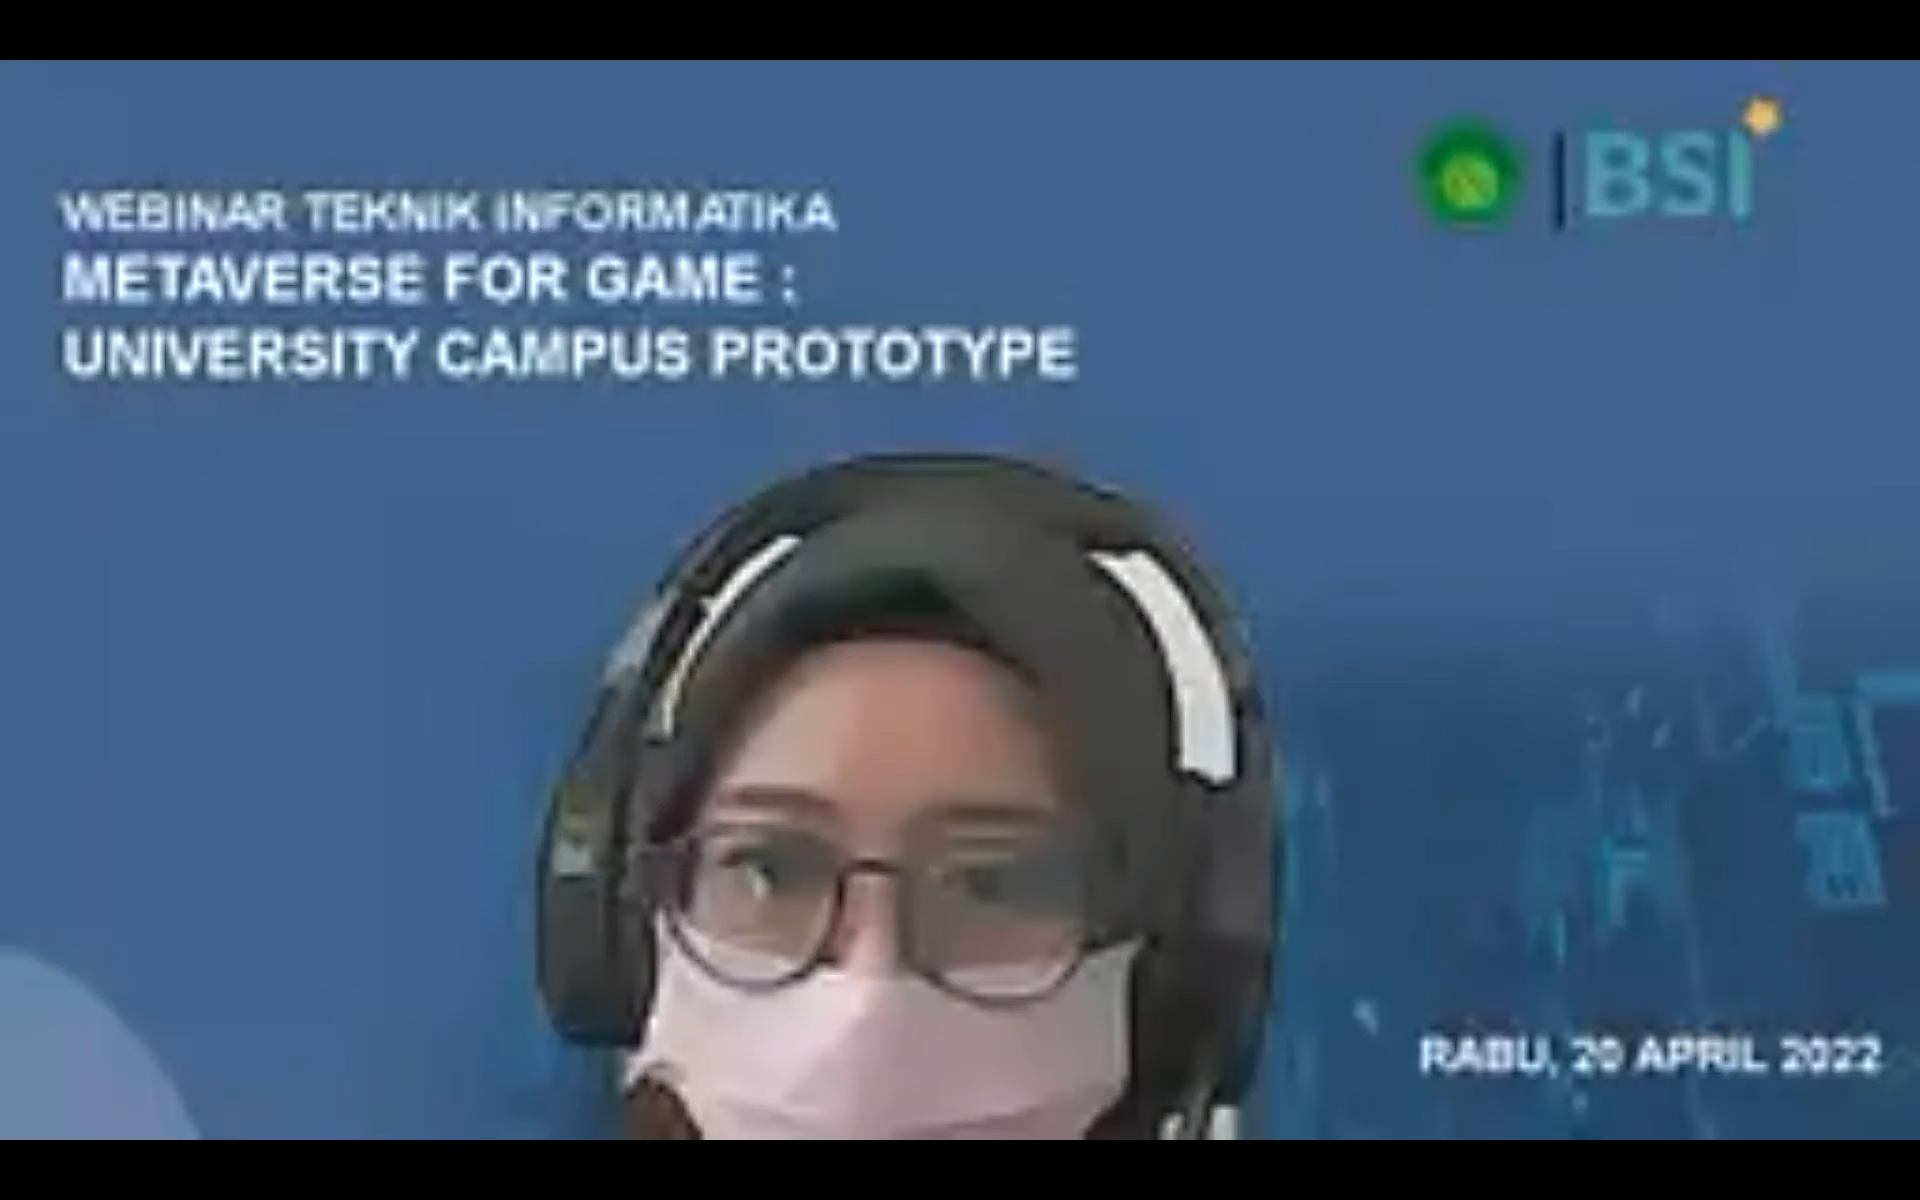 WEBINAR TEKNIK INFORMATIKA
METAVERSE FOR GAME :
UNIVERSITY CAMPUS PROTOTYPE
BSI
RABU, 20 APRIL 2022